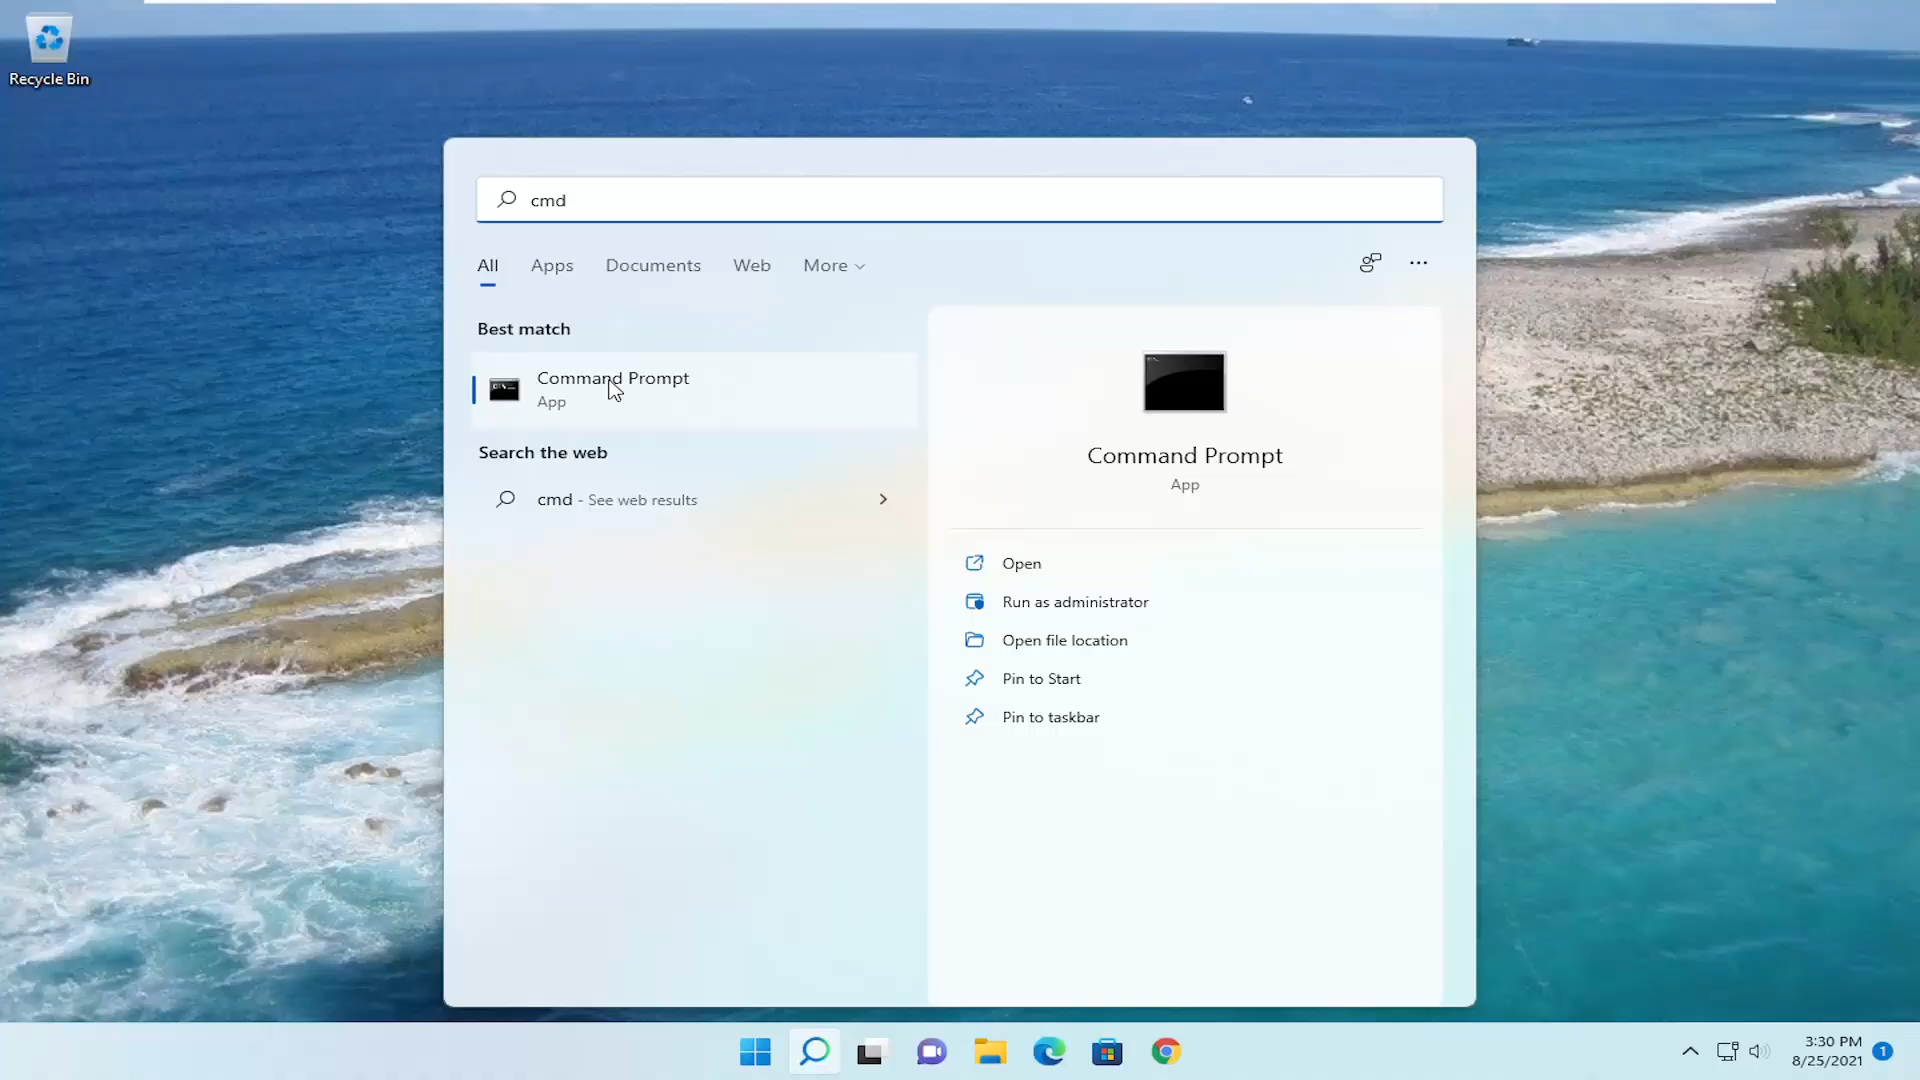 Recycle Bin
cmd
All Apps Documents Web More
Best match
Command Prompt
App
Search the web
cmd - See web results
Command Prompt
App
Open
Run as administrator
Open file location
Pin to Start
Pin to taskbar
3:30 PM
8/25/2021
1